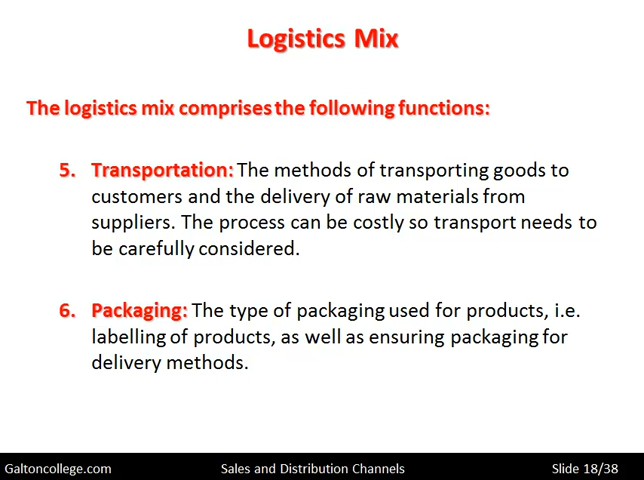 Logistics Mix
The logistics mix comprises the following functions:
5. Transportation: The methods of transporting goods to
customers and the delivery of raw materials from
suppliers. The process can be costly so transport needs to
be carefully considered.
6. Packaging: The type of packaging used for products, i.e.
labelling of products, as well as ensuring packaging for
delivery methods.
Galtoncollege.com Sales and Distribution Channels Slide 18/38